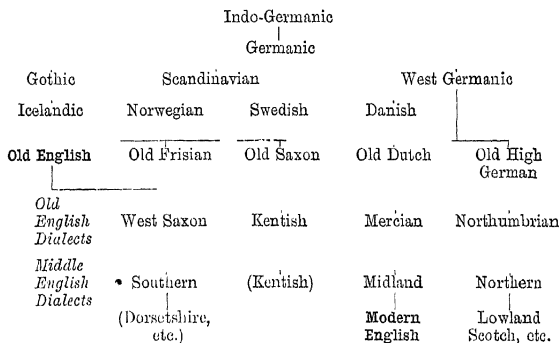 Indo-Germanic
Germanic
Gothic Scandinavian West Germanic
Icelandic Norwegian Swedish Danish
Old English Old Frisian Old Saxon Old Dutch Old High
German
Old
English
Dialects
West Saxon Kentish Mercian Northumbrian
Middle
English
Dialects
Southern (Kentish) Midland Northern
(Dorsetshire, Modern Lowland
etc.) English Scotch, etc.